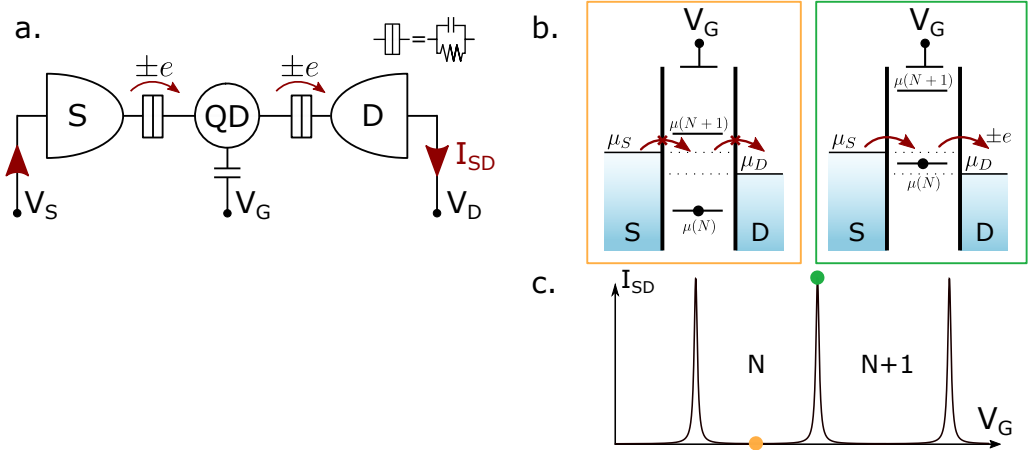 a.
±e
±e
=
S
QD
D
I_SD
V_S
V_G
V_D
b.
V_G
μ(N+1)
μ_S
μ_D
μ(N)
S
D
V_G
μ(N+1)
μ_S
±e
μ_D
μ(N)
S
D
c.
I_SD
N
N+1
V_G